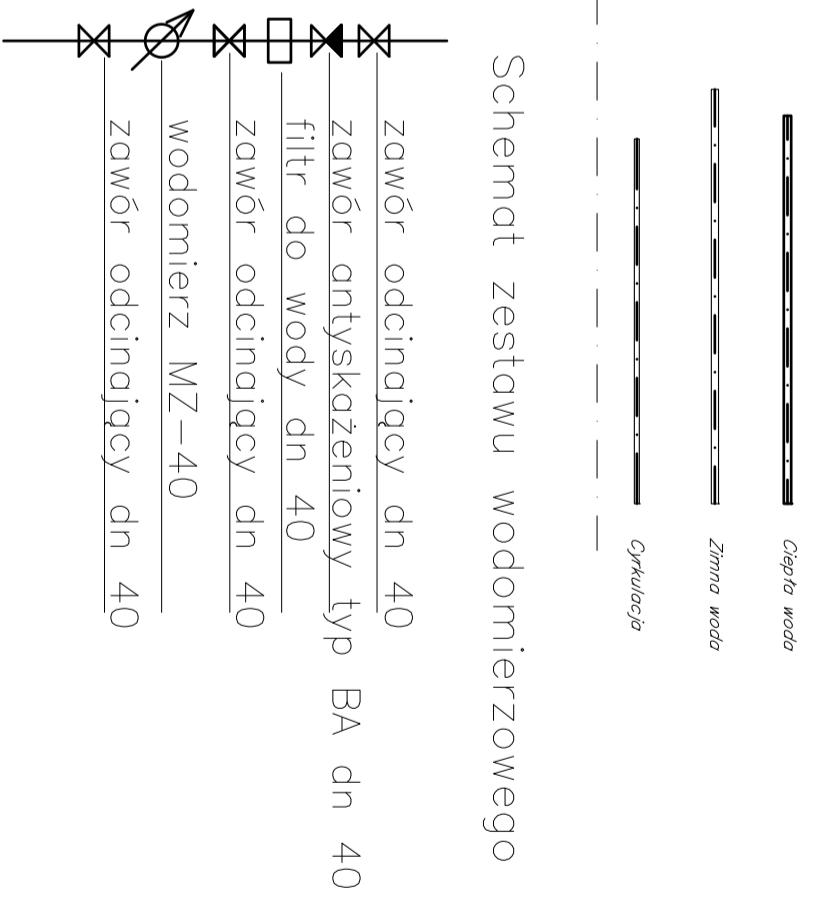 Ciepła woda
Zimna woda
Cyrkulacja
Schemat zestawu wodomierzowego
zawór odcinający dn 40
zawór antyskażeniowy typ BA dn 40
filtr do wody dn 40
zawór odcinający dn 40
wodomierz MZ-40
zawór odcinający dn 40